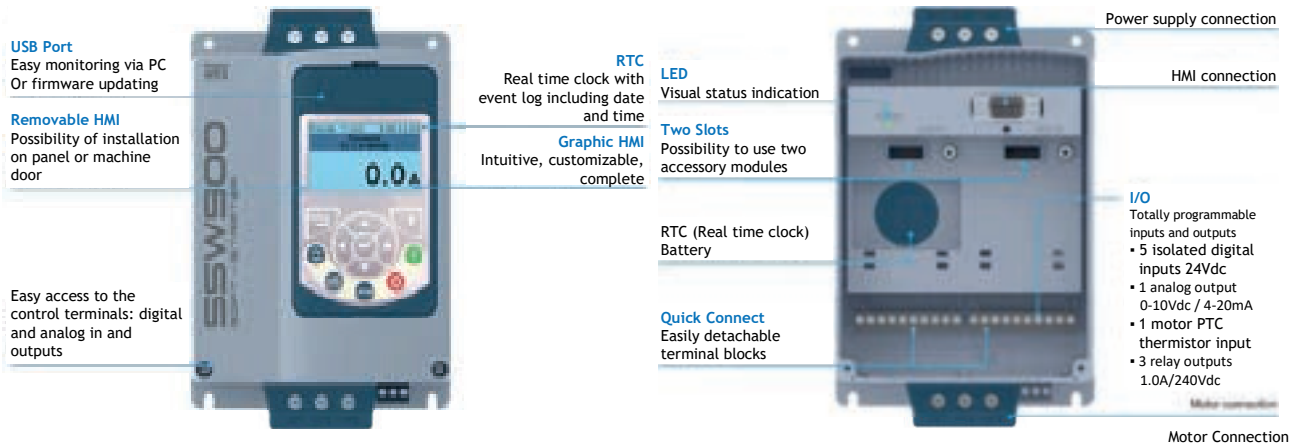 USB Port
Easy monitoring via PC
Or firmware updating
Removable HMI
Possibility of installation
on panel or machine
door
Easy access to the
control terminals: digital
and analog in and
outputs
SSW900
0.0A
RTC
Real time clock with
event log including date
and time
Graphic HMI
Intuitive, customizable,
complete
LED
Visual status indication
Two Slots
Possibility to use two
accessory modules
RTC (Real time clock)
Battery
Quick Connect
Easily detachable
terminal blocks
Power supply connection
HMI connection
I/O
Totally programmable
inputs and outputs
▪ 5 isolated digital
inputs 24Vdc
▪ 1 analog output
0-10Vdc / 4-20mA
▪ 1 motor PTC
thermistor input
▪ 3 relay outputs
1.0A/240Vdc
Motor connection
Motor Connection